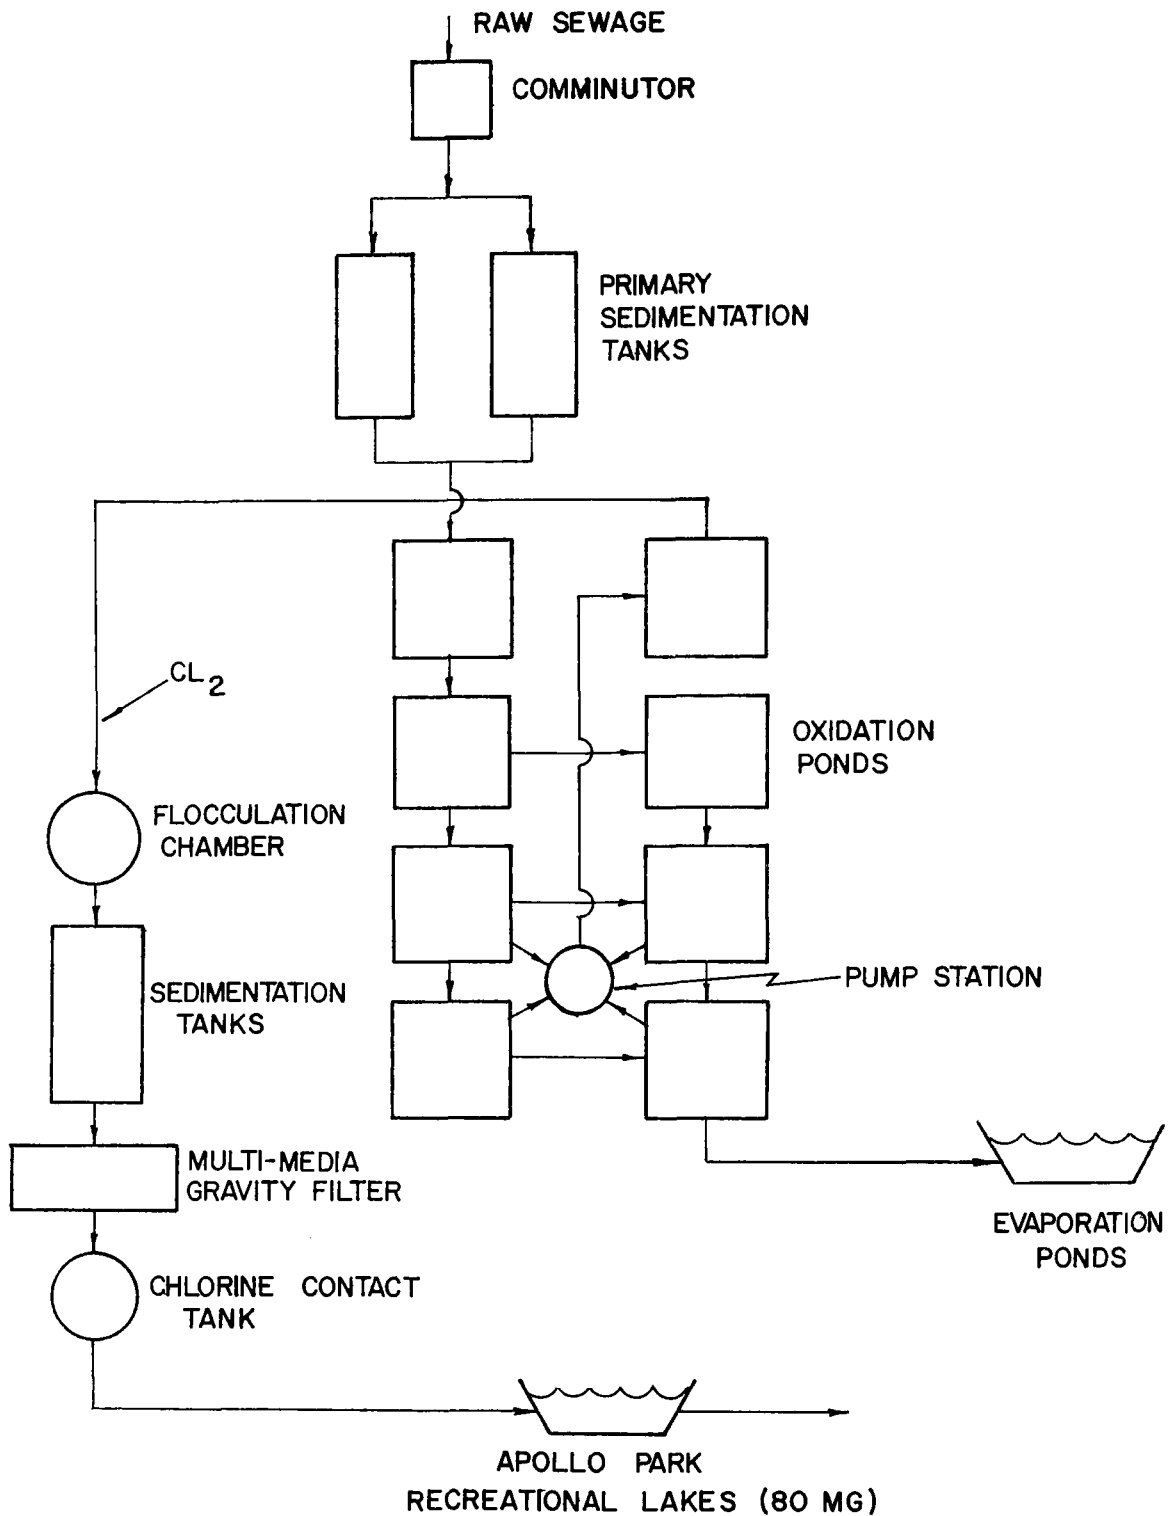 RAW SEWAGE
COMMINUTOR
PRIMARY
SEDIMENTATION
TANKS
CL2
OXIDATION
PONDS
FLOCCULATION
CHAMBER
PUMP STATION
SEDIMENTATION
TANKS
MULTI-MEDIA
GRAVITY FILTER
EVAPORATION
PONDS
CHLORINE CONTACT
TANK
APOLLO PARK
RECREATIONAL LAKES (80 MG)